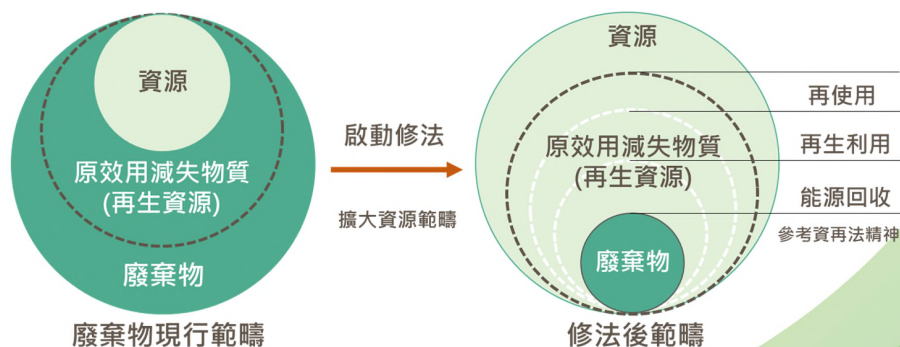 資源
原效用減失物質
(再生資源)
廢棄物
廢棄物現行範疇
啟動修法
擴大資源範疇
資源
原效用減失物質
(再生資源)
廢棄物
修法後範疇
再使用
再生利用
能源回收
參考資再法精神